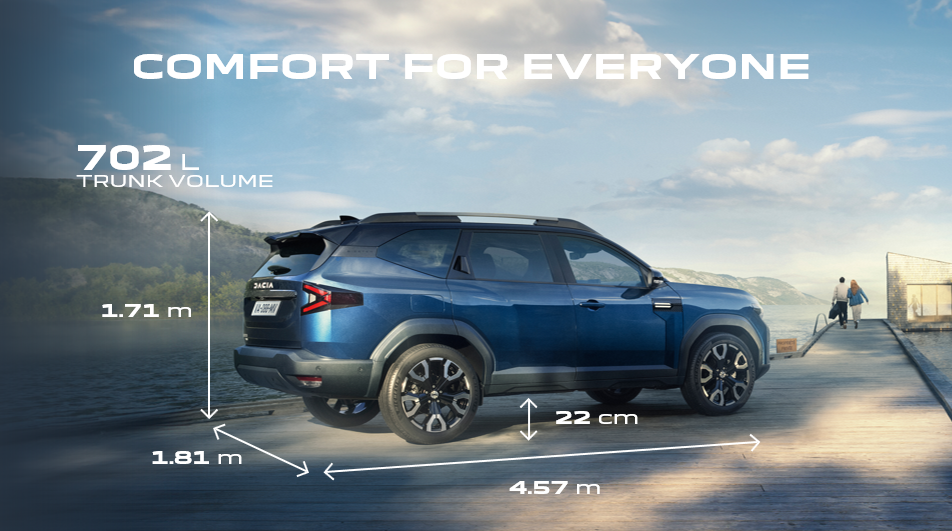 COMFORT FOR EVERYONE
702 L
TRUNK VOLUME
DACIA
1.71 m
22 cm
1.81 m
4.57 m